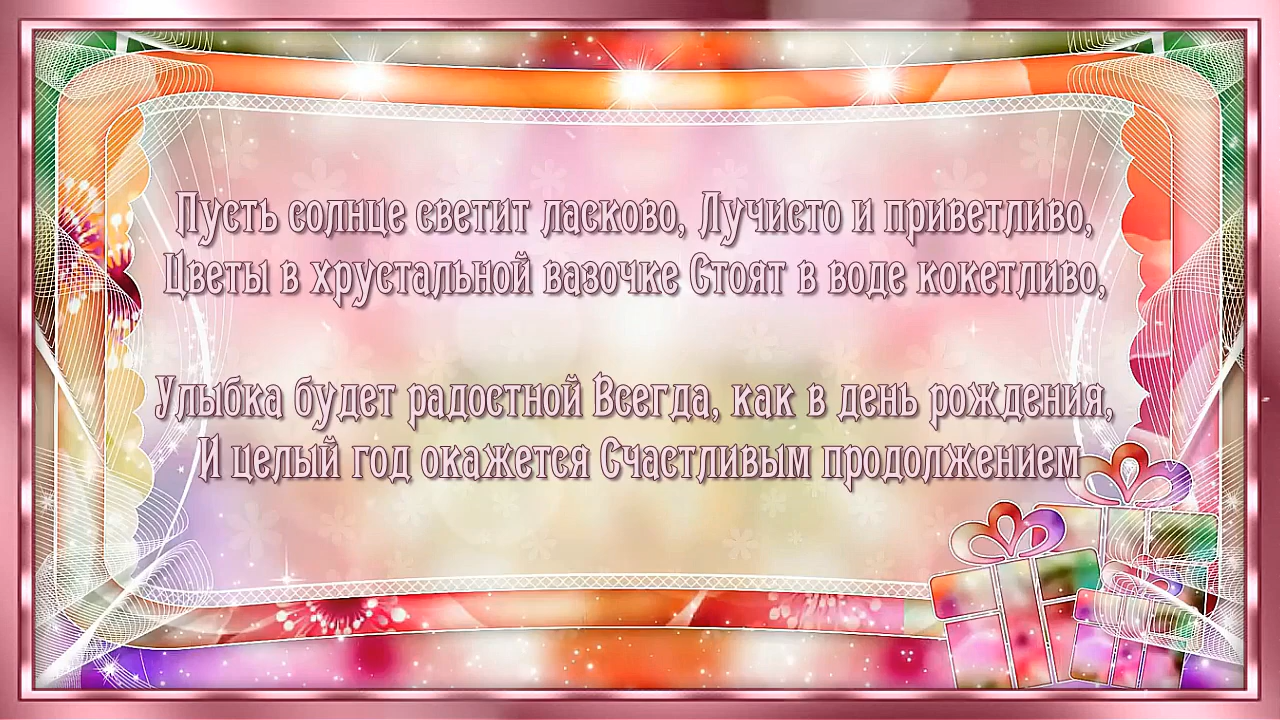 Пусть солнце светит ласково, Лучисто и приветливо,
Цветы в хрустальной вазочке Стоят в воде кокетливо,
Улыбка будет радостной Всегда, как в день рождения,
И целый год окажется Счастливым продолжением